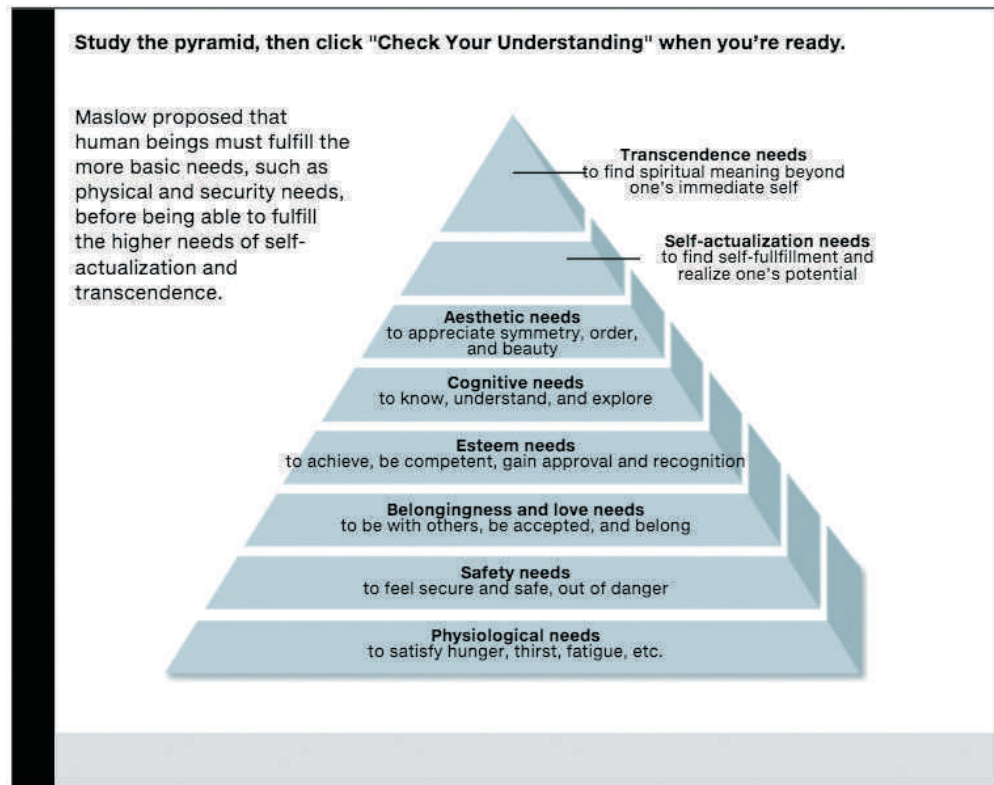 Study the pyramid, then click "Check Your Understanding" when you're ready.
Maslow proposed that
human beings must fulfill the
more basic needs, such as
physical and security needs,
before being able to fulfill
the higher needs of self-
actualization and
transcendence.
Transcendence needs
to find spiritual meaning beyond
one's immediate self
Self-actualization needs
to find self-fullfillment and
realize one's potential
Aesthetic needs
to appreciate symmetry, order,
and beauty
Cognitive needs
to know, understand, and explore
Esteem needs
to achieve, be competent, gain approval and recognition
Belongingness and love needs
to be with others, be accepted, and belong
Safety needs
to feel secure and safe, out of danger
Physiological needs
to satisfy hunger, thirst, fatigue, etc.